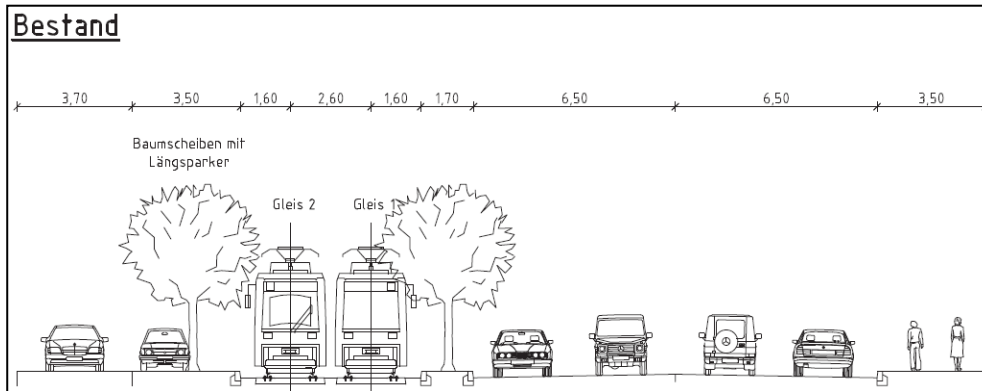 Bestand
3,70 3,50 1,60 2,60 1,60 1,70 6,50 6,50 3,50
Baumscheiben mit
Längsparker
Gleis 2 Gleis 1